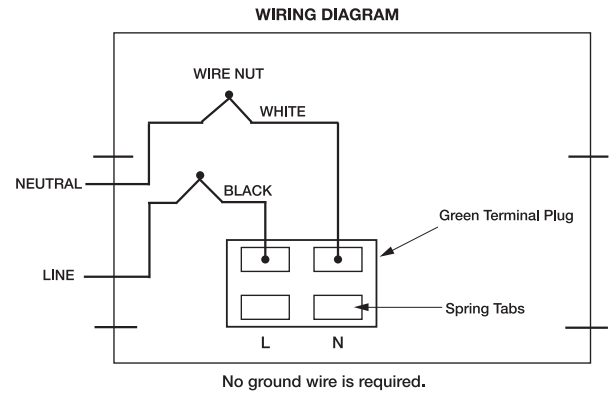 WIRING DIAGRAM
WIRE NUT
WHITE
NEUTRAL
BLACK
Green Terminal Plug
LINE
Spring Tabs
L N
No ground wire is required.